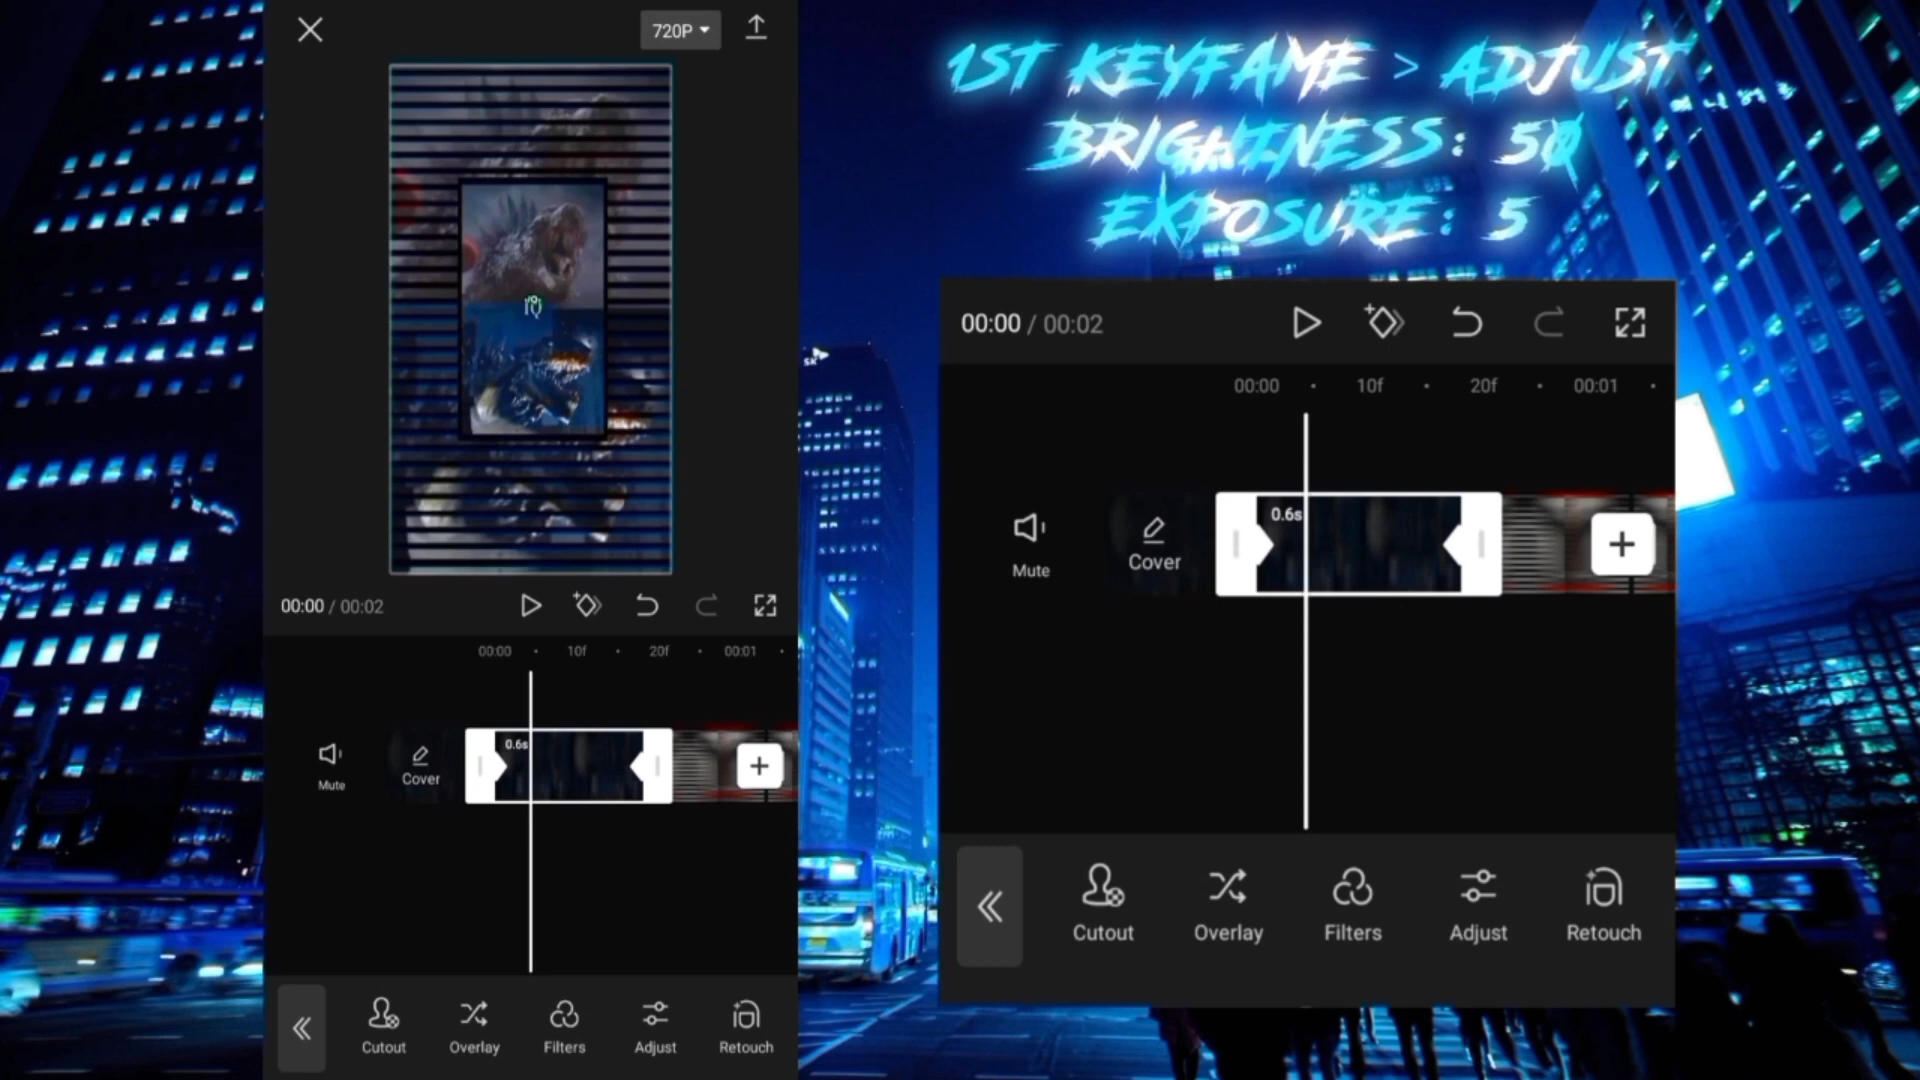 1ST KEYFAME > ADJUST
BRIGHTNESS: 50
EXPOSURE: 5
720P
00:00 / 00:02
00:00 10f 20f 00:01
0.6s
Mute
Cover
Cutout Overlay Filters Adjust Retouch
00:00 / 00:02
00:00 10f 20f 00:01
0.6s
Mute
Cover
Cutout Overlay Filters Adjust Retouch
SK